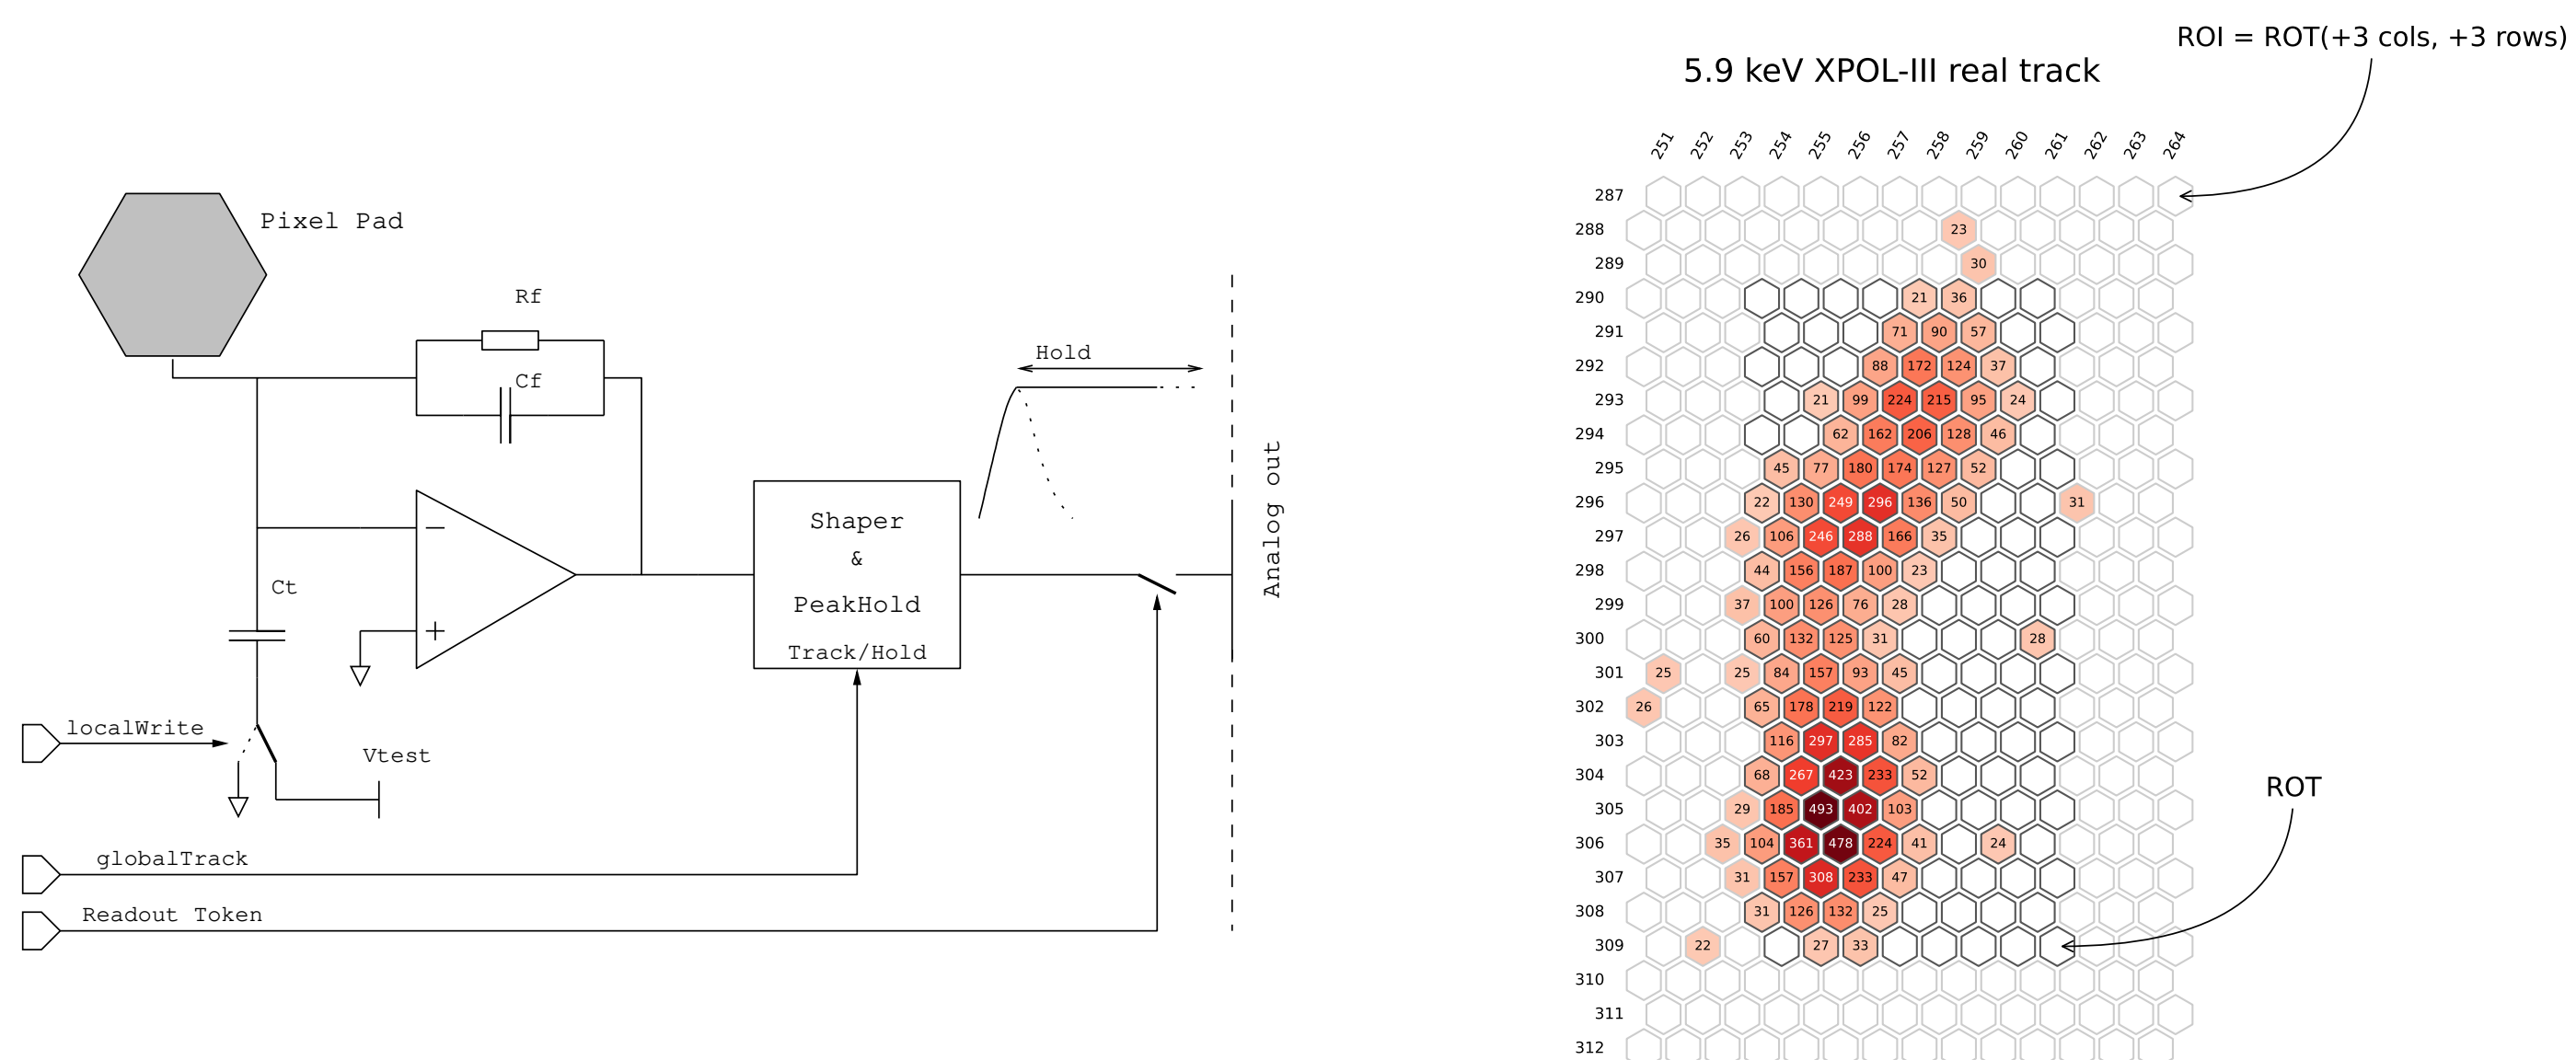 Pixel Pad
Rf
Cf
Ct
localWrite
Vtest
globalTrack
Readout Token
Shaper
&
PeakHold
Track/Hold
Hold
Analog out
ROI = ROT(+3 cols, +3 rows)
5.9 keV XPOL-III real track
251 252 253 254 255 256 257 258 259 260 261 262 263 264
287
288 23
289 30
290 21 36
291 71 90 57
292 88 172 124 37
293 21 99 224 215 95 24
294 62 162 206 128 46
295 45 77 180 174 127 52
296 22 130 249 296 136 50 31
297 26 106 246 288 166 35
298 44 156 187 100 23
299 37 100 126 76 28
300 60 132 125 31 28
301 25 25 84 157 93 45
302 26 65 178 219 122
303 116 297 285 82
304 68 267 423 233 52
305 29 185 493 402 103
306 35 104 361 478 224 41 24
307 31 157 308 233 47
308 31 126 132 25
309 22 27 33
310
311
312
ROT